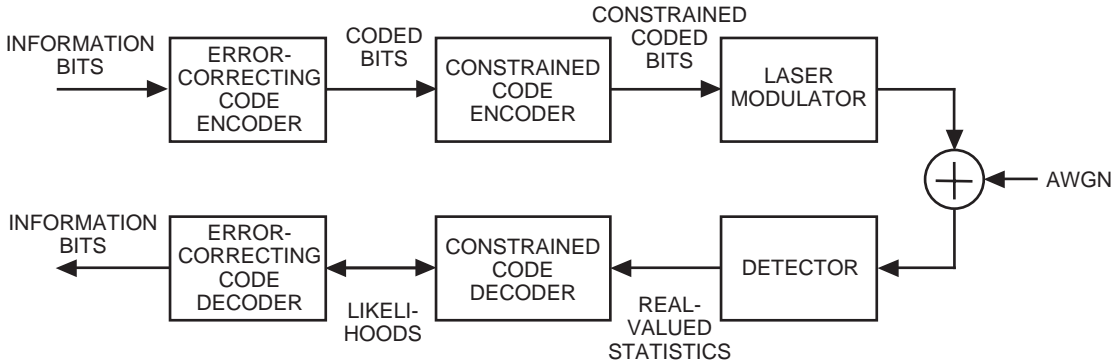 INFORMATION
BITS
ERROR-
CORRECTING
CODE
ENCODER
CODED
BITS
CONSTRAINED
CODE
ENCODER
CONSTRAINED
CODED
BITS
LASER
MODULATOR
AWGN
INFORMATION
BITS
ERROR-
CORRECTING
CODE
DECODER
LIKELI-
HOODS
CONSTRAINED
CODE
DECODER
REAL-
VALUED
STATISTICS
DETECTOR